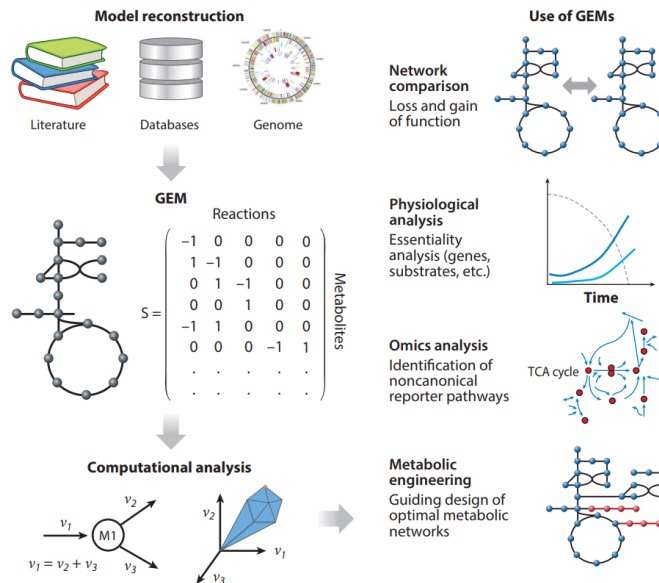 Model reconstruction
Literature
Databases
Genome
GEM
Reactions
S =
−1 0 0 0 0
1 −1 0 0 0
0 1 −1 0 0
0 0 1 0 0
−1 1 0 0 0
0 0 0 −1 1
. . . . .
. . . . .
Metabolites
Computational analysis
v1
v2
M1
v3
v1 = v2 + v3
v2
v1
v3
Use of GEMs
Network
comparison
Loss and gain
of function
Physiological
analysis
Essentiality
analysis (genes,
substrates, etc.)
Time
Omics analysis
Identification of
noncanonical
reporter pathways
TCA cycle
Metabolic
engineering
Guiding design of
optimal metabolic
networks